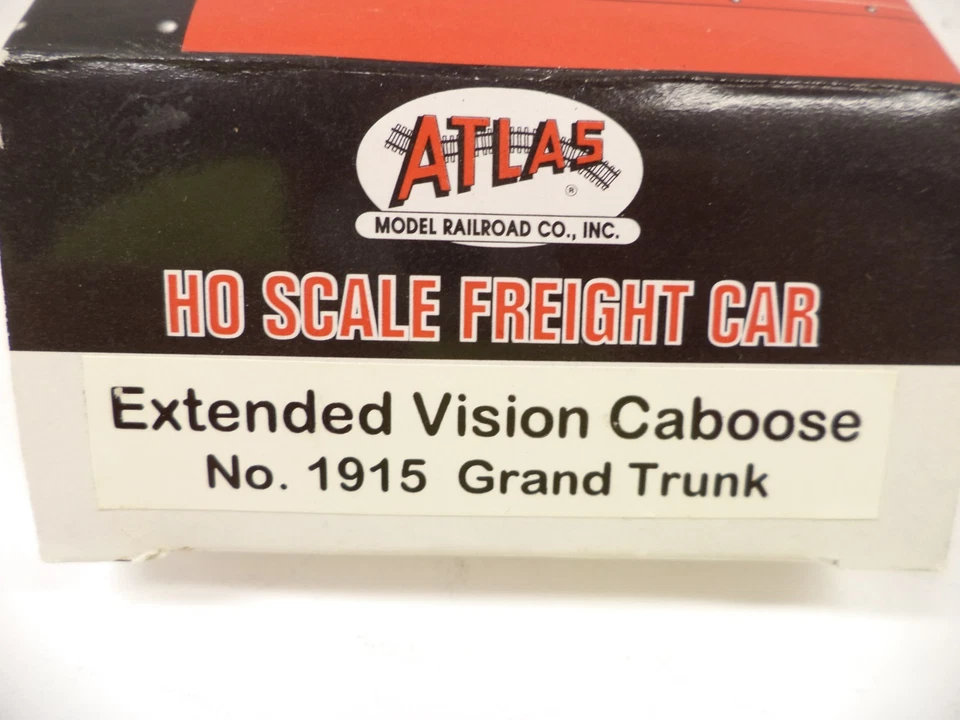 ATLAS
®
MODEL RAILROAD CO., INC.
HO SCALE FREIGHT CAR
Extended Vision Caboose
No. 1915 Grand Trunk